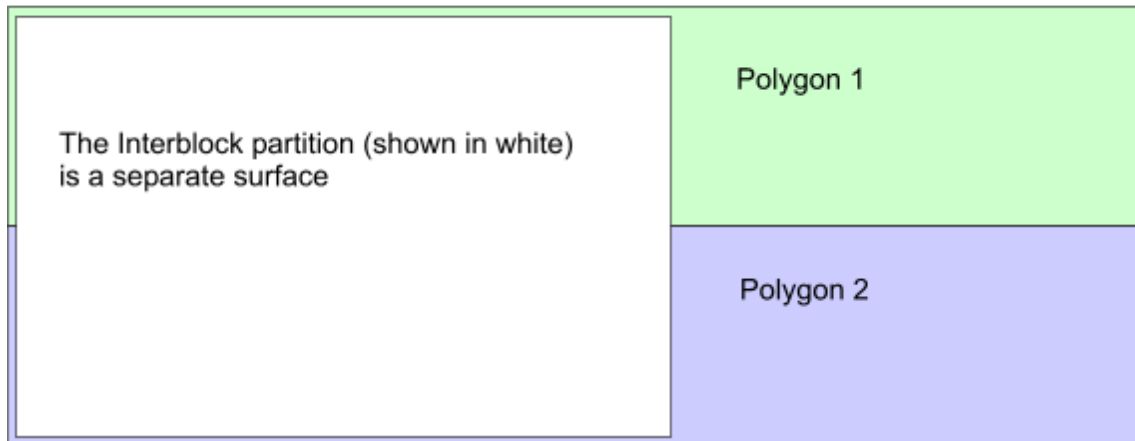 Polygon 1
The Interblock partition (shown in white)
is a separate surface
Polygon 2